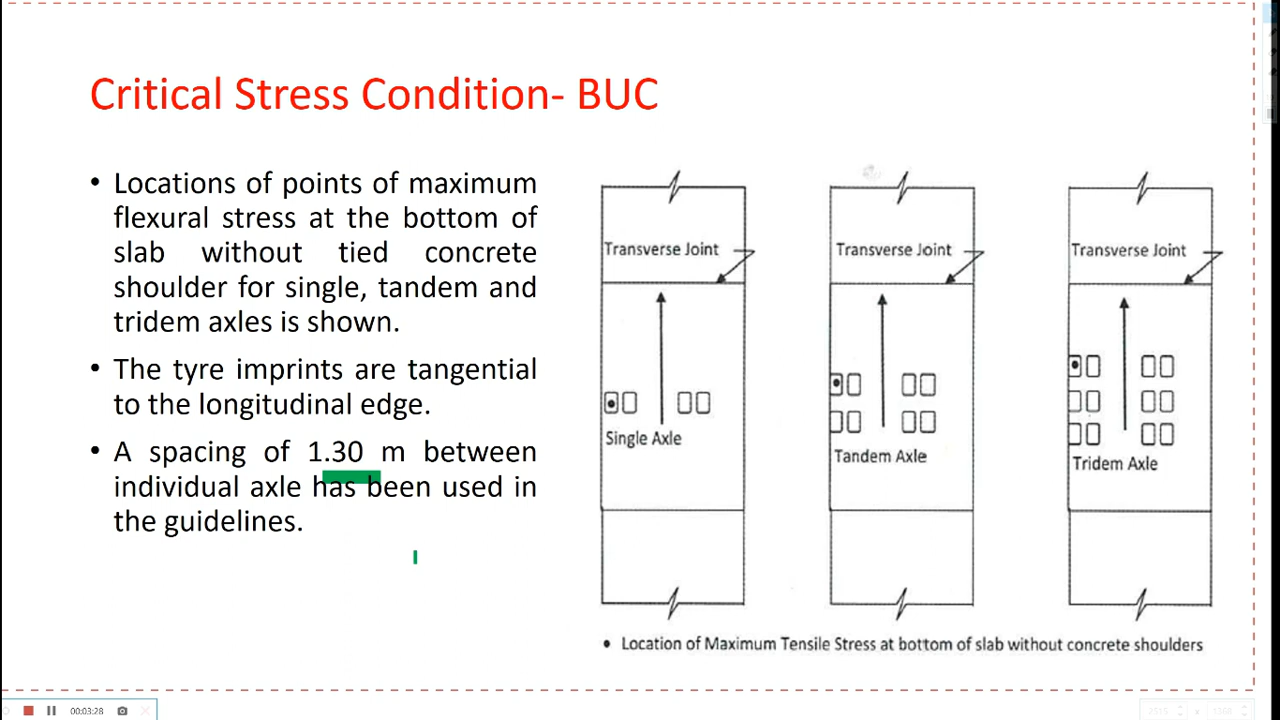 Critical Stress Condition- BUC
• Locations of points of maximum
flexural stress at the bottom of
slab without tied concrete
shoulder for single, tandem and
tridem axles is shown.
• The tyre imprints are tangential
to the longitudinal edge.
• A spacing of 1.30 m between
individual axle has been used in
the guidelines.
Transverse Joint
Single Axle
Transverse Joint
Tandem Axle
Transverse Joint
Tridem Axle
• Location of Maximum Tensile Stress at bottom of slab without concrete shoulders
00:03:28